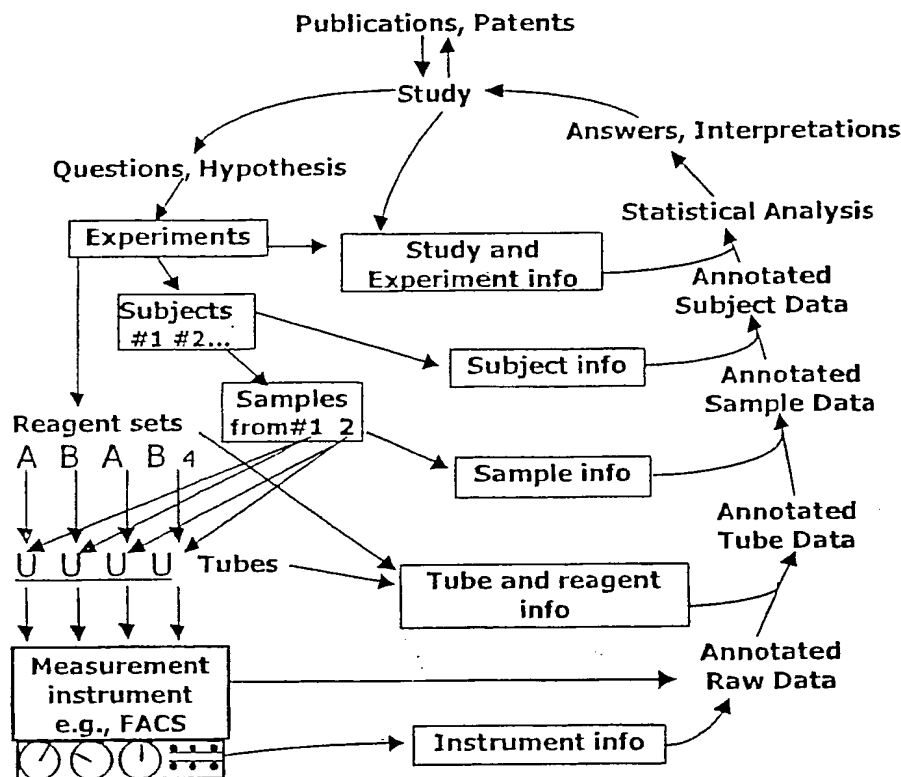 Publications, Patents
Study
Answers, Interpretations
Questions, Hypothesis
Statistical Analysis
Experiments
Study and
Experiment info
Annotated
Subject Data
Subjects
#1 #2...
Subject info
Annotated
Sample Data
Samples
from#1 2
Reagent sets
A B A B 4
Sample info
Annotated
Tube Data
U U U U Tubes
Tube and reagent
info
Annotated
Raw Data
Measurement
instrument
e.g., FACS
Instrument info